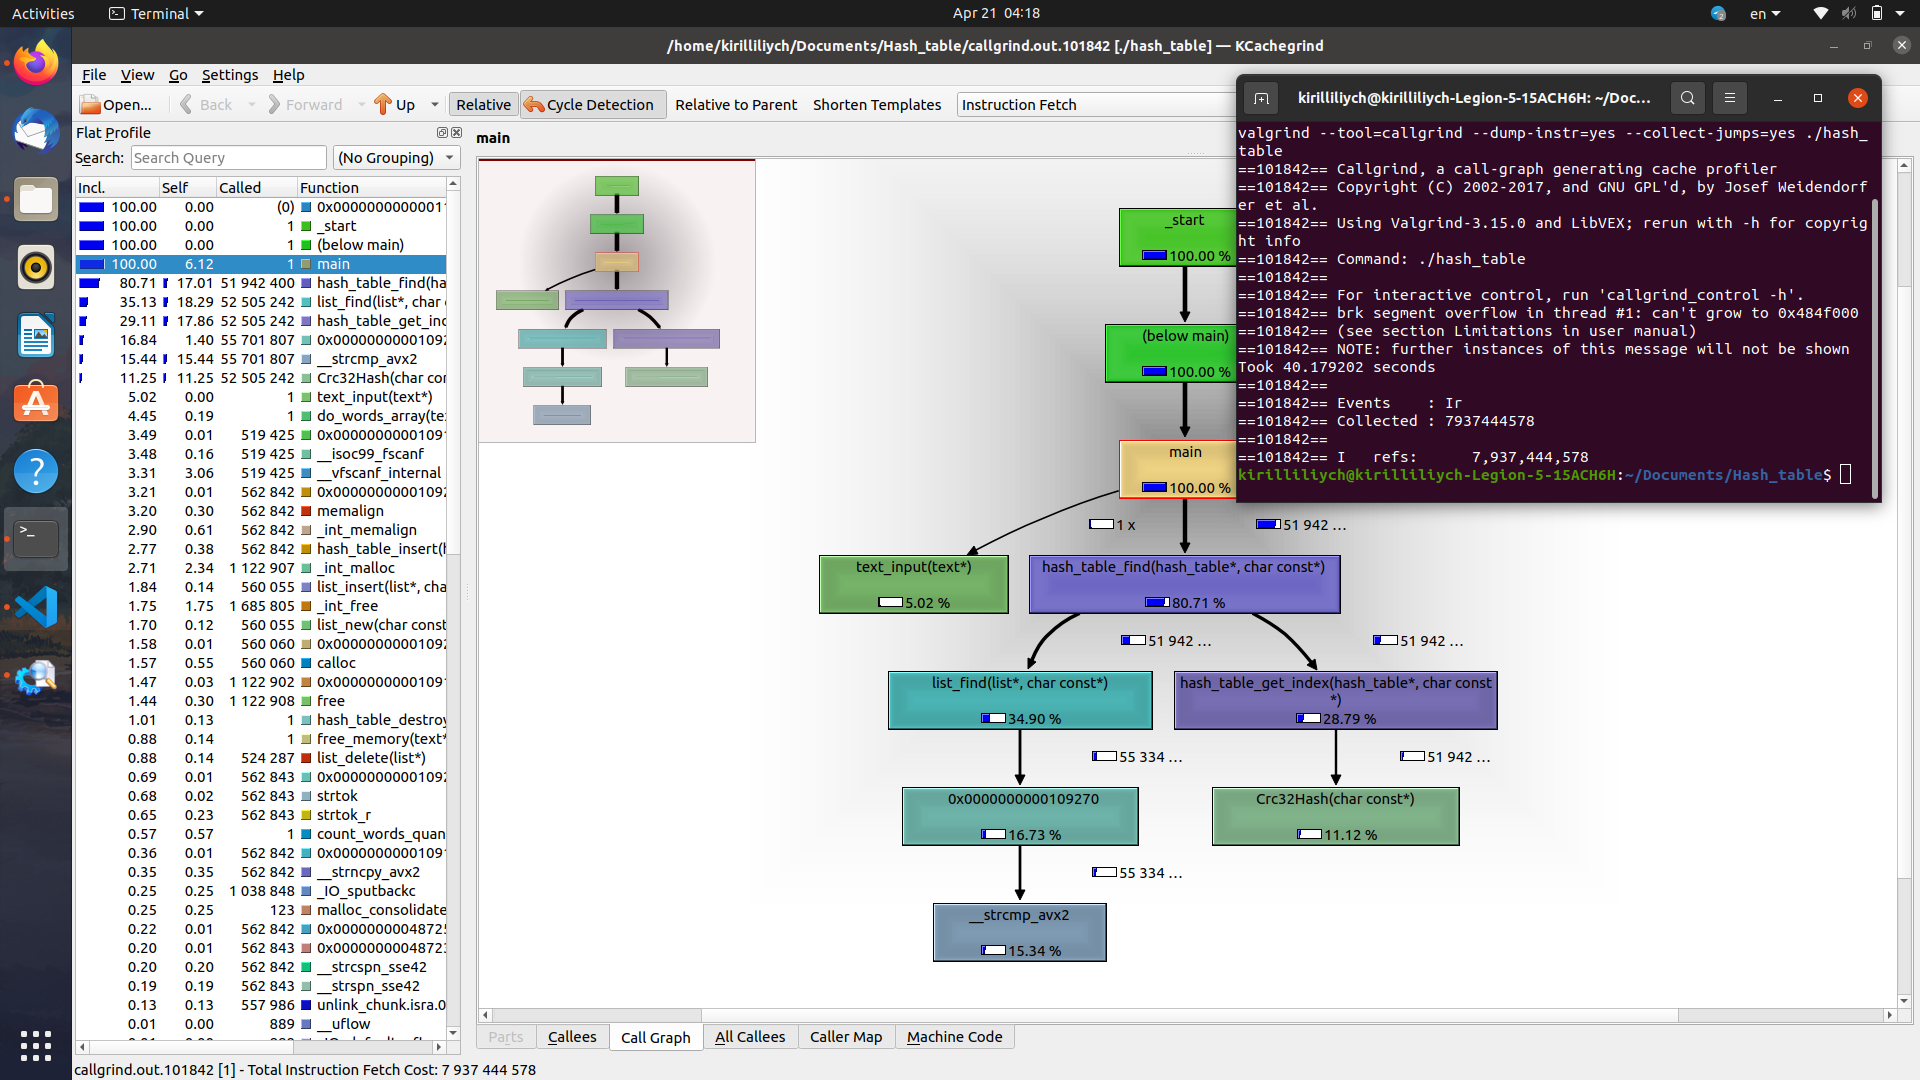 Activities
Terminal
Apr 21 04:18
en
/home/kirilliliych/Documents/Hash_table/callgrind.out.101842 [./hash_table] — KCachegrind
File View Go Settings Help
Open... Back Forward Up Relative Cycle Detection Relative to Parent Shorten Templates Instruction Fetch
Flat Profile
Search: Search Query (No Grouping)
Incl. Self Called Function
100.00 0.00 (0) 0x00000000000011
100.00 0.00 1 _start
100.00 0.00 1 (below main)
100.00 6.12 1 main
80.71 17.01 51 942 400 hash_table_find(ha
35.13 18.29 52 505 242 list_find(list*, char c
29.11 17.86 52 505 242 hash_table_get_ind
16.84 1.40 55 701 807 0x0000000000109
15.44 15.44 55 701 807 __strcmp_avx2
11.25 11.25 52 505 242 Crc32Hash(char con
5.02 0.00 1 text_input(text*)
4.45 0.19 1 do_words_array(te
3.49 0.01 519 425 0x00000000001091
3.48 0.16 519 425 __isoc99_fscanf
3.31 3.06 519 425 __vfscanf_internal
3.21 0.01 562 842 0x00000000001092
3.20 0.30 562 842 memalign
2.90 0.61 562 842 _int_memalign
2.77 0.38 562 842 hash_table_insert(h
2.71 2.34 1 122 907 _int_malloc
1.84 0.14 560 055 list_insert(list*, cha
1.75 1.75 1 685 805 _int_free
1.70 0.12 560 055 list_new(char const
1.58 0.01 560 060 0x00000000001092
1.57 0.55 560 060 calloc
1.47 0.03 1 122 902 0x00000000001091
1.44 0.30 1 122 908 free
1.01 0.13 1 hash_table_destroy
0.88 0.14 1 free_memory(text*
0.88 0.14 524 287 list_delete(list*)
0.69 0.01 562 843 0x00000000001092
0.68 0.02 562 843 strtok
0.65 0.23 562 843 strtok_r
0.57 0.57 1 count_words_quan
0.36 0.01 562 842 0x00000000001091
0.35 0.35 562 842 __strncpy_avx2
0.25 0.25 1 038 848 _IO_sputbackc
0.25 0.25 123 malloc_consolidate
0.22 0.01 562 842 0x00000000048725
0.20 0.01 562 843 0x00000000048723
0.20 0.20 562 842 __strcspn_sse42
0.19 0.19 562 843 __strspn_sse42
0.13 0.13 557 986 unlink_chunk.isra.0
0.01 0.00 889 __uflow
main
_start
100.00 %
(below main)
100.00 %
main
100.00 %
1 x
51 942 ...
text_input(text*)
5.02 %
hash_table_find(hash_table*, char const*)
80.71 %
51 942 ...
51 942 ...
list_find(list*, char const*)
34.90 %
hash_table_get_index(hash_table*, char const
*)
28.79 %
55 334 ...
51 942 ...
0x0000000000109270
16.73 %
Crc32Hash(char const*)
11.12 %
55 334 ...
__strcmp_avx2
15.34 %
Parts Callees Call Graph All Callees Caller Map Machine Code
callgrind.out.101842 [1] - Total Instruction Fetch Cost: 7 937 444 578
kirilliliych@kirilliliych-Legion-5-15ACH6H: ~/Doc...
valgrind --tool=callgrind --dump-instr=yes --collect-jumps=yes ./hash_
table
==101842== Callgrind, a call-graph generating cache profiler
==101842== Copyright (C) 2002-2017, and GNU GPL'd, by Josef Weidendorf
er et al.
==101842== Using Valgrind-3.15.0 and LibVEX; rerun with -h for copyrig
ht info
==101842== Command: ./hash_table
==101842==
==101842== For interactive control, run 'callgrind_control -h'.
==101842== brk segment overflow in thread #1: can't grow to 0x484f000
==101842== (see section Limitations in user manual)
==101842== NOTE: further instances of this message will not be shown
Took 40.179202 seconds
==101842==
==101842== Events    : Ir
==101842== Collected : 7937444578
==101842==
==101842== I   refs:      7,937,444,578
kirilliliych@kirilliliych-Legion-5-15ACH6H:~/Documents/Hash_table$